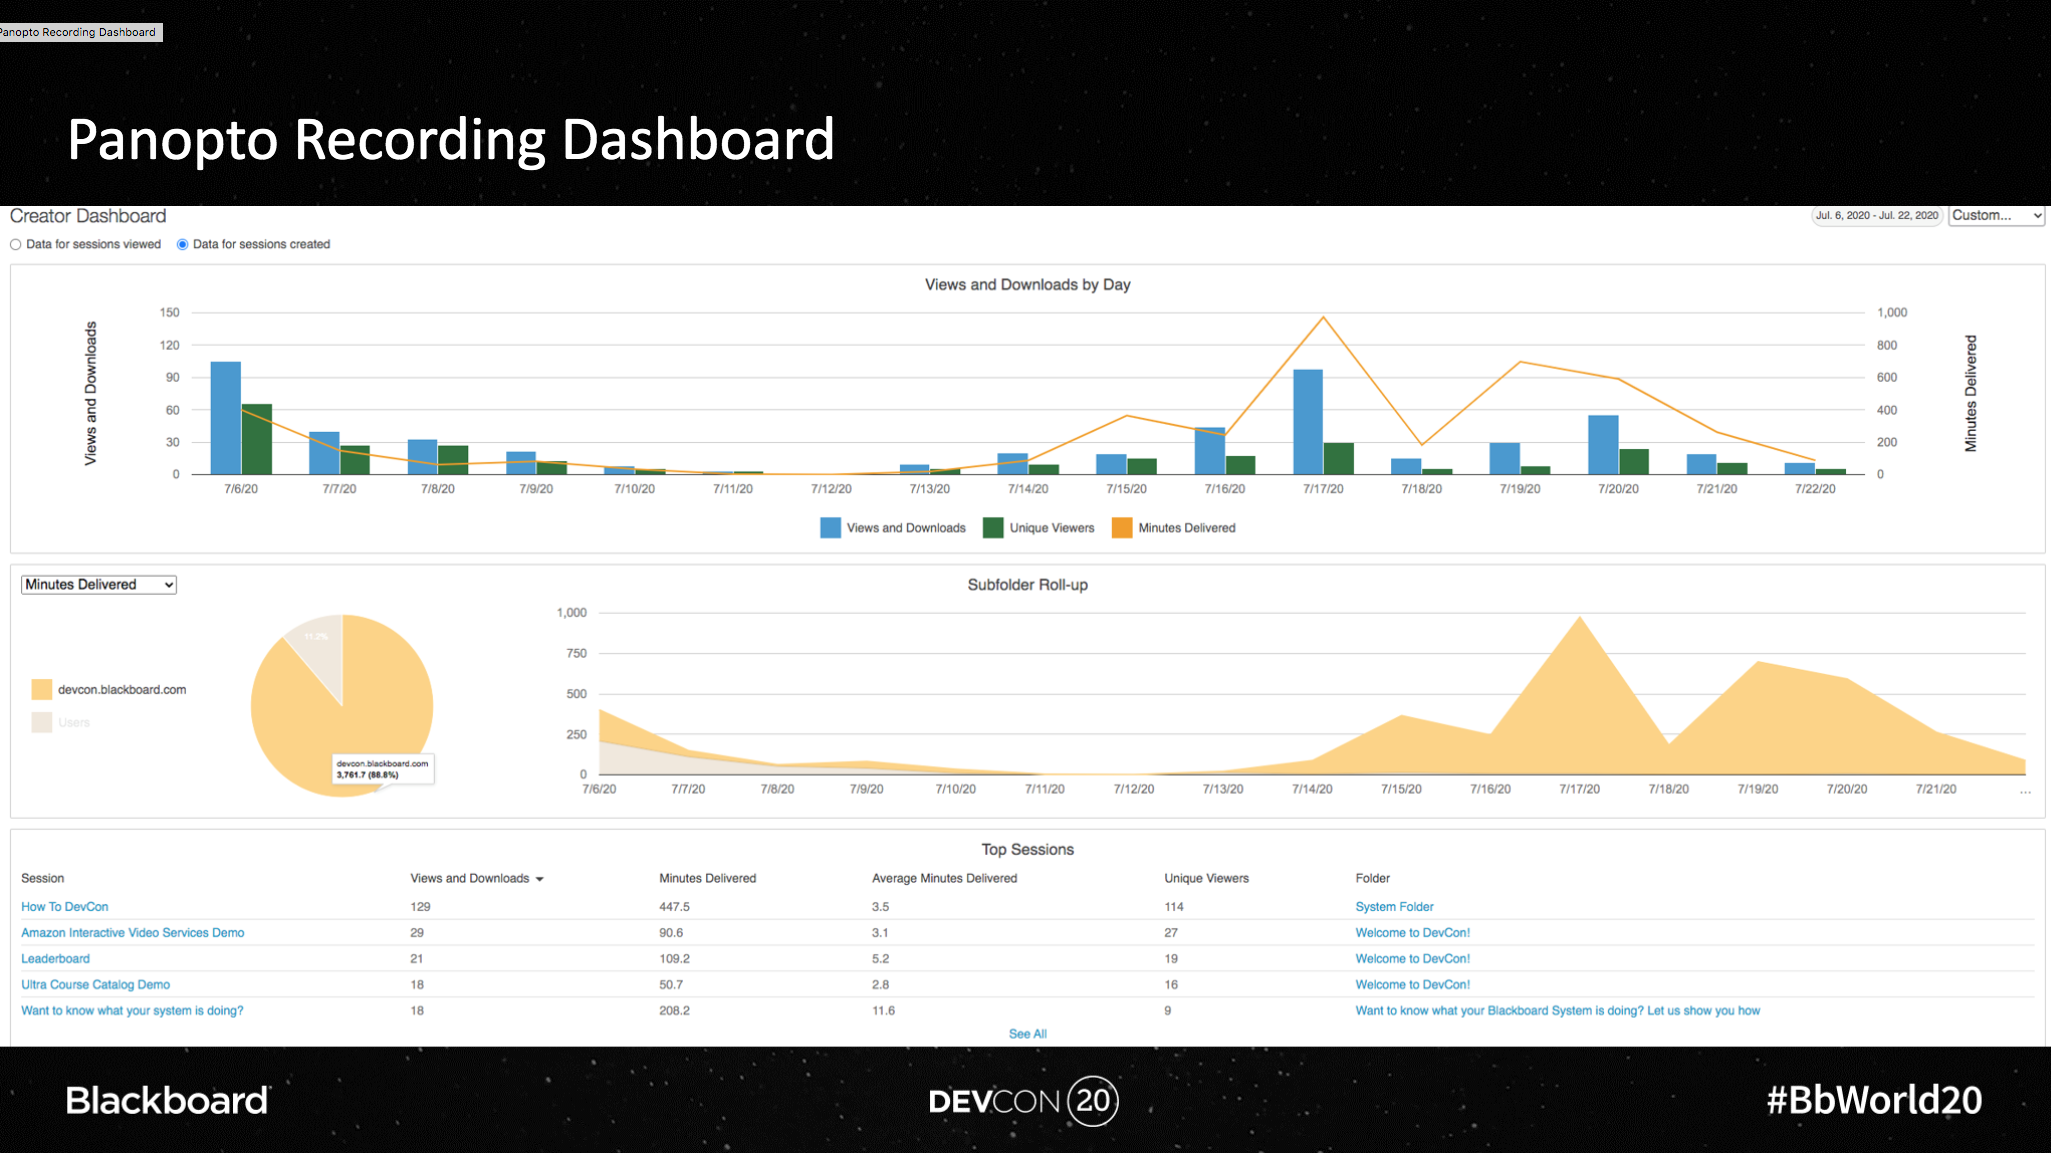 Panopto Recording Dashboard
Panopto Recording Dashboard
Creator Dashboard
Jul. 6, 2020 - Jul. 22, 2020 Custom...
Data for sessions viewed Data for sessions created
Views and Downloads by Day
Views and Downloads
150
120
90
60
30
0
1,000
800
600
400
200
0
Minutes Delivered
7/6/20 7/7/20 7/8/20 7/9/20 7/10/20 7/11/20 7/12/20 7/13/20 7/14/20 7/15/20 7/16/20 7/17/20 7/18/20 7/19/20 7/20/20 7/21/20 7/22/20
Views and Downloads Unique Viewers Minutes Delivered
Minutes Delivered
Subfolder Roll-up
devcon.blackboard.com
Users
11.2%
devcon.blackboard.com
3,761.7 (88.8%)
1,000
750
500
250
0
7/6/20 7/7/20 7/8/20 7/9/20 7/10/20 7/11/20 7/12/20 7/13/20 7/14/20 7/15/20 7/16/20 7/17/20 7/18/20 7/19/20 7/20/20 7/21/20 ...
Top Sessions
Session Views and Downloads Minutes Delivered Average Minutes Delivered Unique Viewers Folder
How To DevCon 129 447.5 3.5 114 System Folder
Amazon Interactive Video Services Demo 29 90.6 3.1 27 Welcome to DevCon!
Leaderboard 21 109.2 5.2 19 Welcome to DevCon!
Ultra Course Catalog Demo 18 50.7 2.8 16 Welcome to DevCon!
Want to know what your system is doing? 18 208.2 11.6 9 Want to know what your Blackboard System is doing? Let us show you how
See All
Blackboard DEVCON 20 #BbWorld20